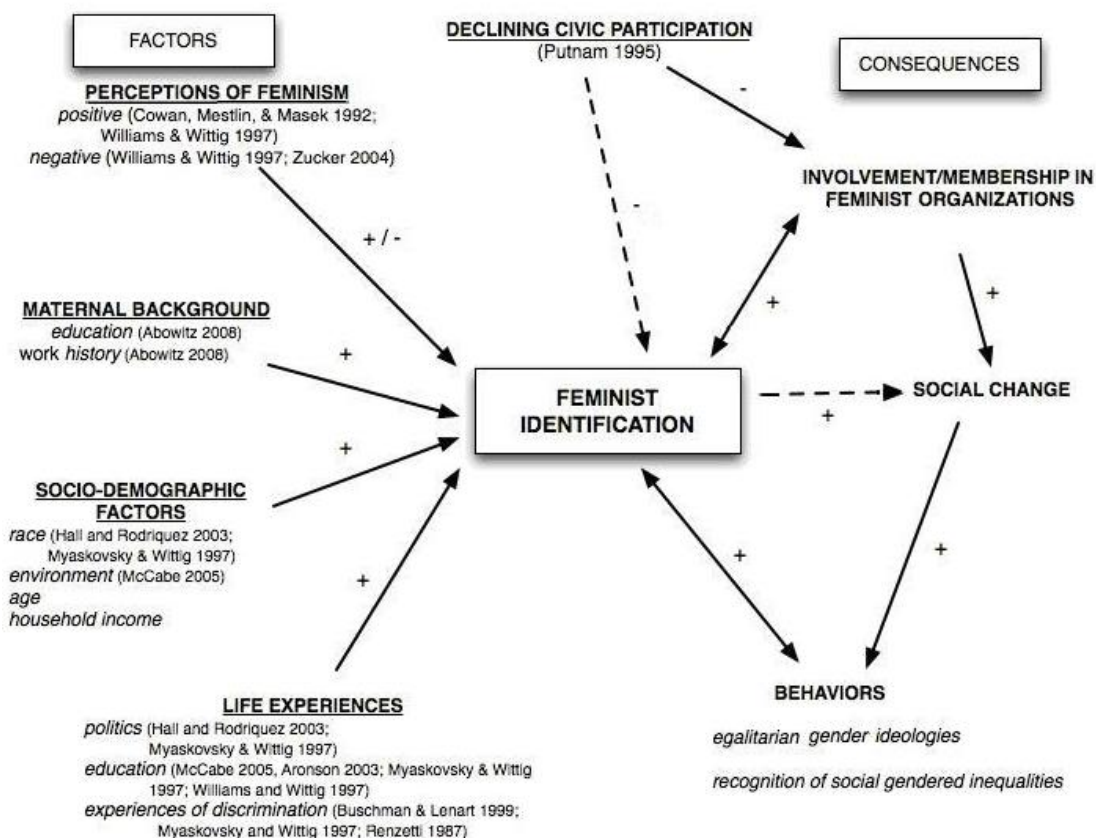 FACTORS
PERCEPTIONS OF FEMINISM
positive (Cowan, Mestlin, & Masek 1992;
Williams & Wittig 1997)
negative (Williams & Wittig 1997; Zucker 2004)
+ / -
MATERNAL BACKGROUND
education (Abowitz 2008)
work history (Abowitz 2008)
+
+
SOCIO-DEMOGRAPHIC
FACTORS
race (Hall and Rodriquez 2003;
Myaskovsky & Wittig 1997)
environment (McCabe 2005)
age
household income
+
LIFE EXPERIENCES
politics (Hall and Rodriquez 2003;
Myaskovsky & Wittig 1997)
education (McCabe 2005, Aronson 2003; Myaskovsky & Wittig
1997; Williams and Wittig 1997)
experiences of discrimination (Buschman & Lenart 1999;
Myaskovsky and Wittig 1997; Renzetti 1987)
DECLINING CIVIC PARTICIPATION
(Putnam 1995)
-
-
FEMINIST
IDENTIFICATION
CONSEQUENCES
INVOLVEMENT/MEMBERSHIP IN
FEMINIST ORGANIZATIONS
+
+
SOCIAL CHANGE
+
+
+
BEHAVIORS
egalitarian gender ideologies
recognition of social gendered inequalities